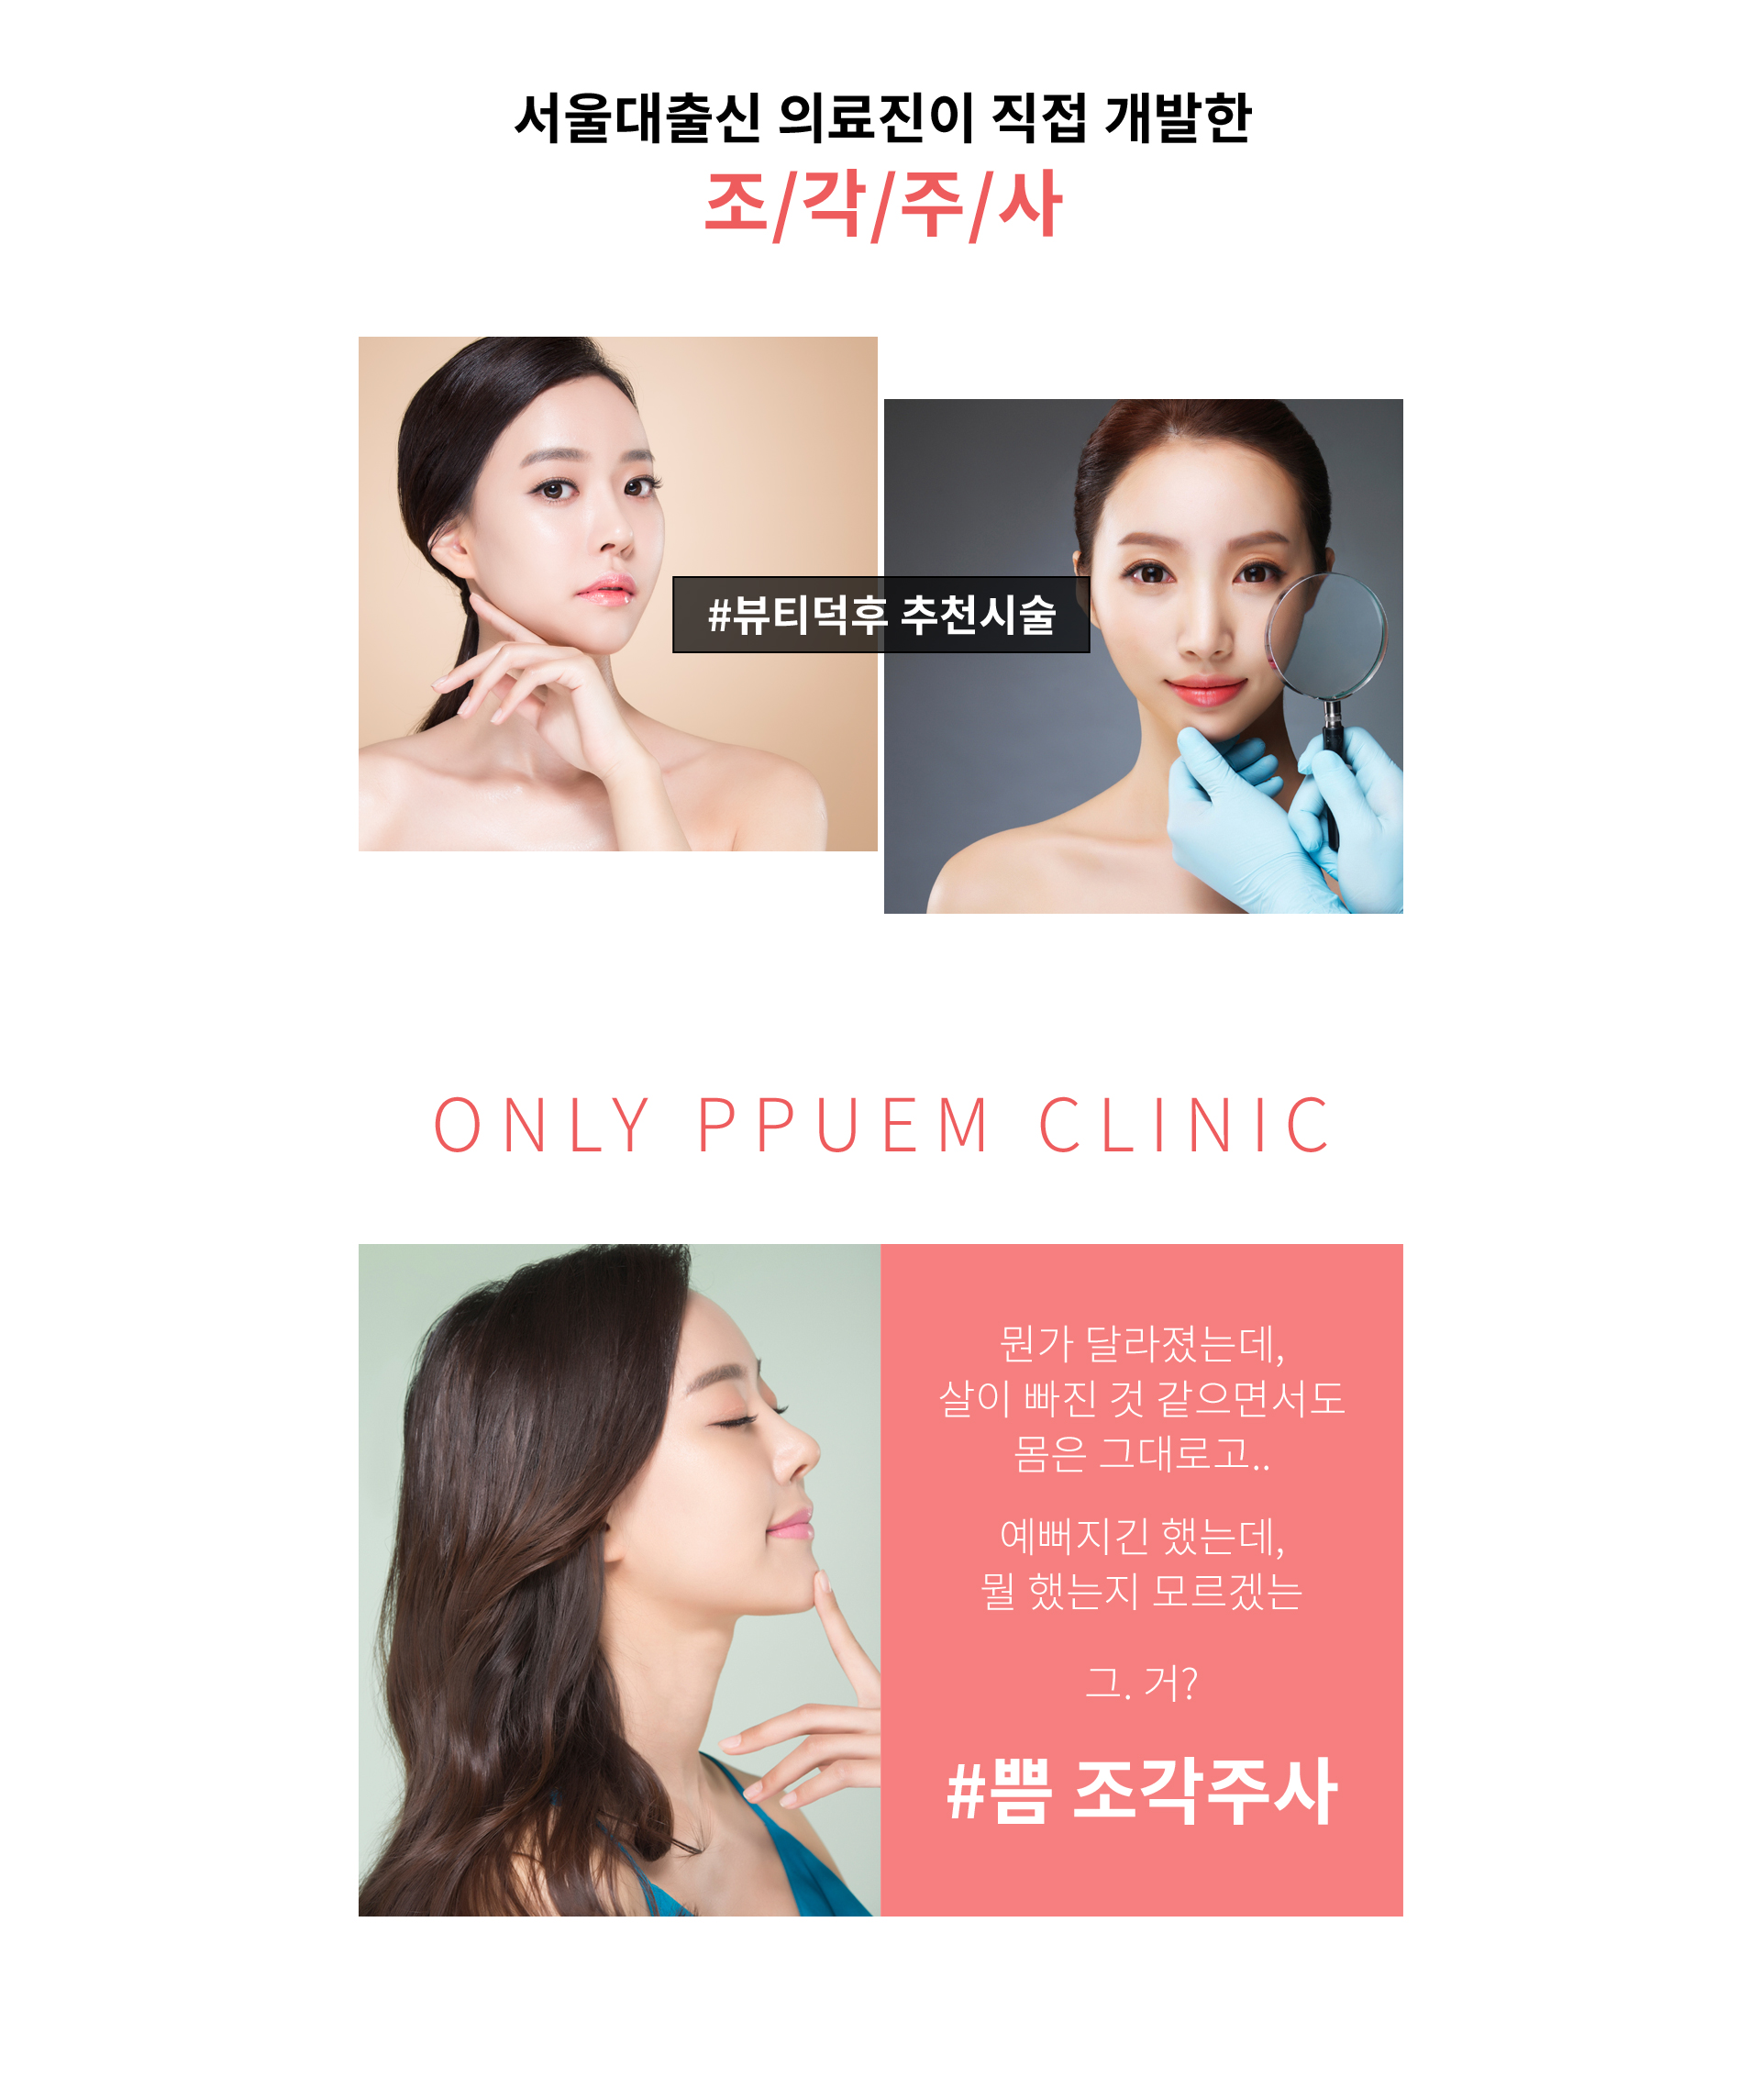 서울대출신 의료진이 직접 개발한
조/각/주/사
#뷰티덕후 추천시술
ONLY PPUEM CLINIC
뭔가 달라졌는데,
살이 빠진 것 같으면서도
몸은 그대로고..
예뻐지긴 했는데,
뭘 했는지 모르겠는
그. 거?
#쁨 조각주사